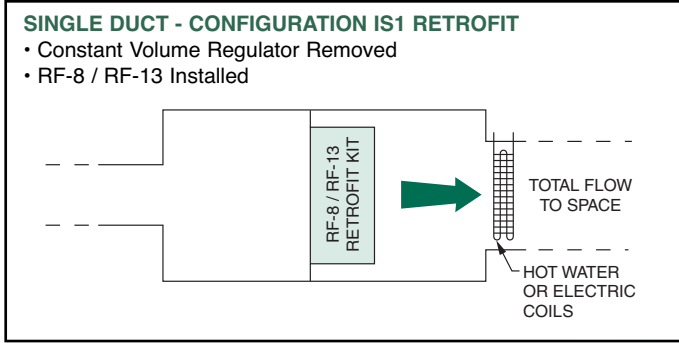 SINGLE DUCT - CONFIGURATION IS1 RETROFIT
• Constant Volume Regulator Removed
• RF-8 / RF-13 Installed
RF-8 / RF-13
RETROFIT KIT
TOTAL FLOW
TO SPACE
HOT WATER
OR ELECTRIC
COILS